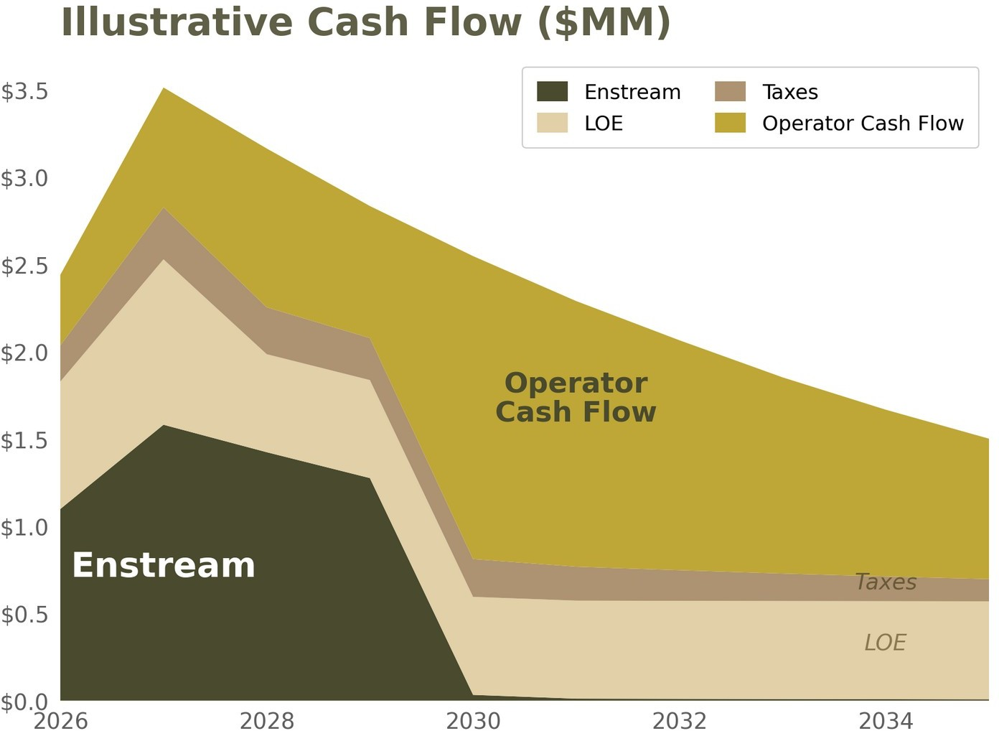 Illustrative Cash Flow ($MM)
Enstream
Taxes
LOE
Operator Cash Flow
$3.5
$3.0
$2.5
$2.0
$1.5
$1.0
$0.5
$0.0
Operator
Cash Flow
Enstream
Taxes
LOE
2026
2028
2030
2032
2034